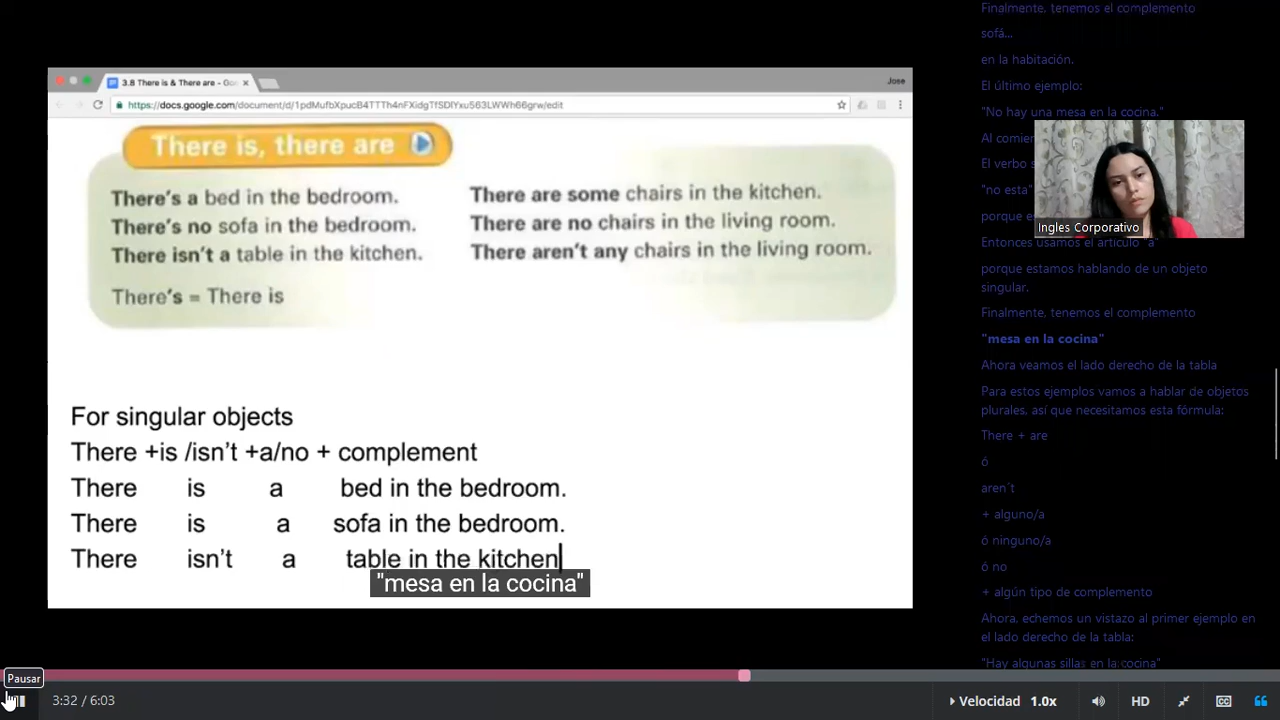 3.8 There is & There are - Goo
Jose
https://docs.google.com/document/d/1pdMufbXpucB4TTTh4nFXidgTfSDlYxu563LWWh66grw/edit
There is, there are
There's a bed in the bedroom.
There's no sofa in the bedroom.
There isn't a table in the kitchen.
There's = There is
There are some chairs in the kitchen.
There are no chairs in the living room.
There aren't any chairs in the living room.
For singular objects
There +is /isn't +a/no + complement
There is a bed in the bedroom.
There is a sofa in the bedroom.
There isn't a table in the kitchen
"mesa en la cocina"
Finalmente, tenemos el complemento
sofá...
en la habitación.
El último ejemplo:
"No hay una mesa en la cocina."
Al comie
El verbo s
"no esta"
porque es
Ingles Corporativo
Entonces usamos el artículo "a"
porque estamos hablando de un objeto
singular.
Finalmente, tenemos el complemento
"mesa en la cocina"
Ahora veamos el lado derecho de la tabla
Para estos ejemplos vamos a hablar de objetos
plurales, así que necesitamos esta fórmula:
There + are
ó
aren´t
+ alguno/a
ó ninguno/a
ó no
+ algún tipo de complemento
Ahora, echemos un vistazo al primer ejemplo en
el lado derecho de la tabla:
"Hay algunas sillas en la cocina"
Pausar
3:32 / 6:03
Velocidad 1.0x
HD
CC